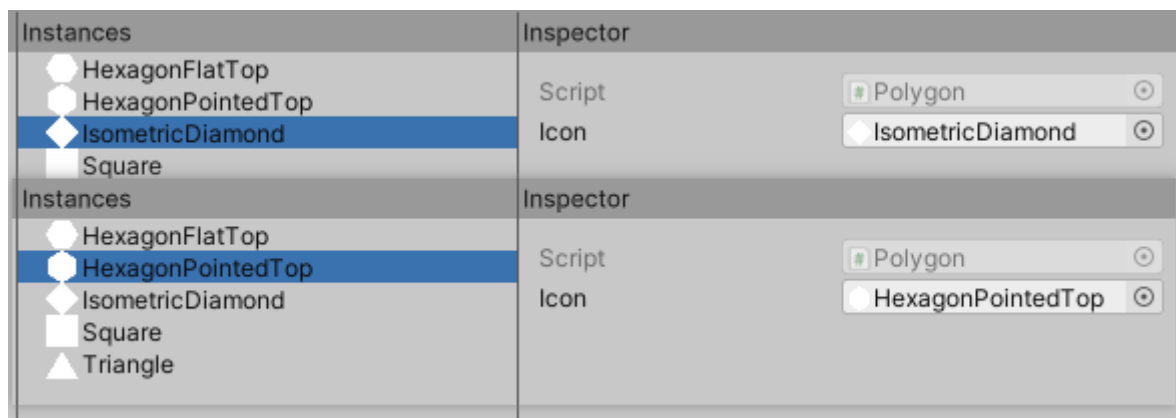 Instances Inspector
HexagonFlatTop
HexagonPointedTop
IsometricDiamond
Square
Script # Polygon
Icon IsometricDiamond
Instances Inspector
HexagonFlatTop
HexagonPointedTop
IsometricDiamond
Square
Triangle
Script # Polygon
Icon HexagonPointedTop